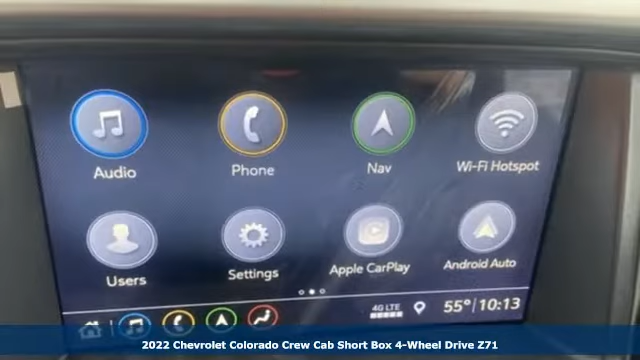 Audio Phone Nav Wi-Fi Hotspot
Users Settings Apple CarPlay Android Auto
4G LTE 55° 10:13
2022 Chevrolet Colorado Crew Cab Short Box 4-Wheel Drive Z71